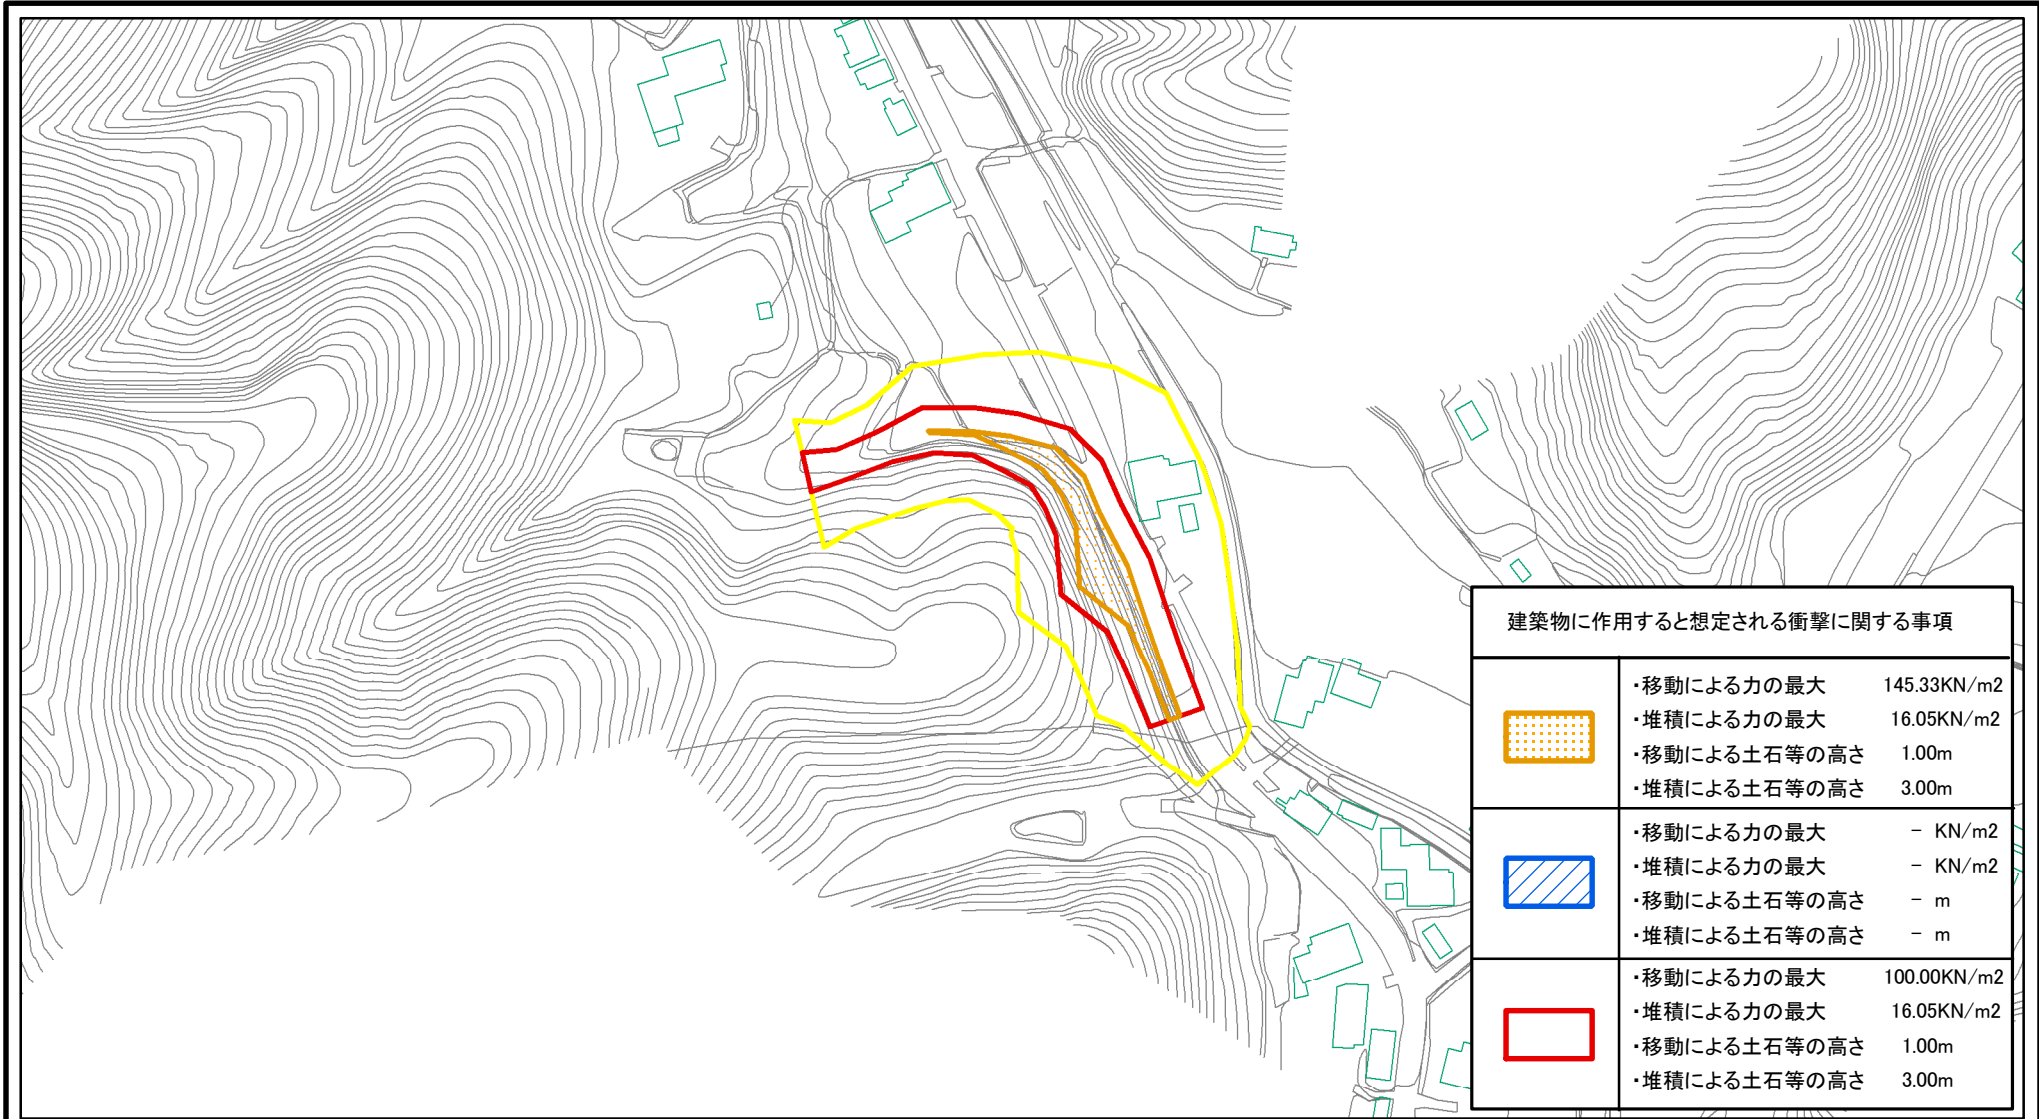 建築物に作用すると想定される衝撃に関する事項
・移動による力の最大 145.33KN/m2
・堆積による力の最大 16.05KN/m2
・移動による土石等の高さ 1.00m
・堆積による土石等の高さ 3.00m
・移動による力の最大 - KN/m2
・堆積による力の最大 - KN/m2
・移動による土石等の高さ - m
・堆積による土石等の高さ - m
・移動による力の最大 100.00KN/m2
・堆積による力の最大 16.05KN/m2
・移動による土石等の高さ 1.00m
・堆積による土石等の高さ 3.00m